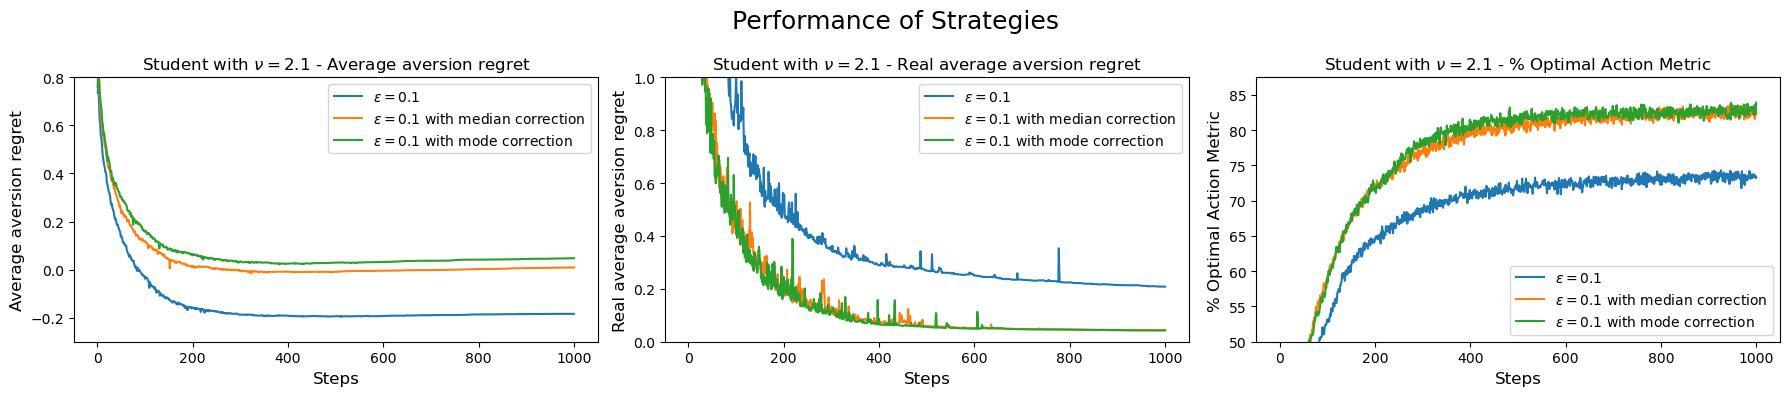 Performance of Strategies
Student with ν = 2.1 - Average aversion regret
Average aversion regret
0.8
0.6
0.4
0.2
0.0
−0.2
0 200 400 600 800 1000
Steps
ε = 0.1
ε = 0.1 with median correction
ε = 0.1 with mode correction
Student with ν = 2.1 - Real average aversion regret
Real average aversion regret
1.0
0.8
0.6
0.4
0.2
0.0
0 200 400 600 800 1000
Steps
ε = 0.1
ε = 0.1 with median correction
ε = 0.1 with mode correction
Student with ν = 2.1 - % Optimal Action Metric
% Optimal Action Metric
85
80
75
70
65
60
55
50
0 200 400 600 800 1000
Steps
ε = 0.1
ε = 0.1 with median correction
ε = 0.1 with mode correction